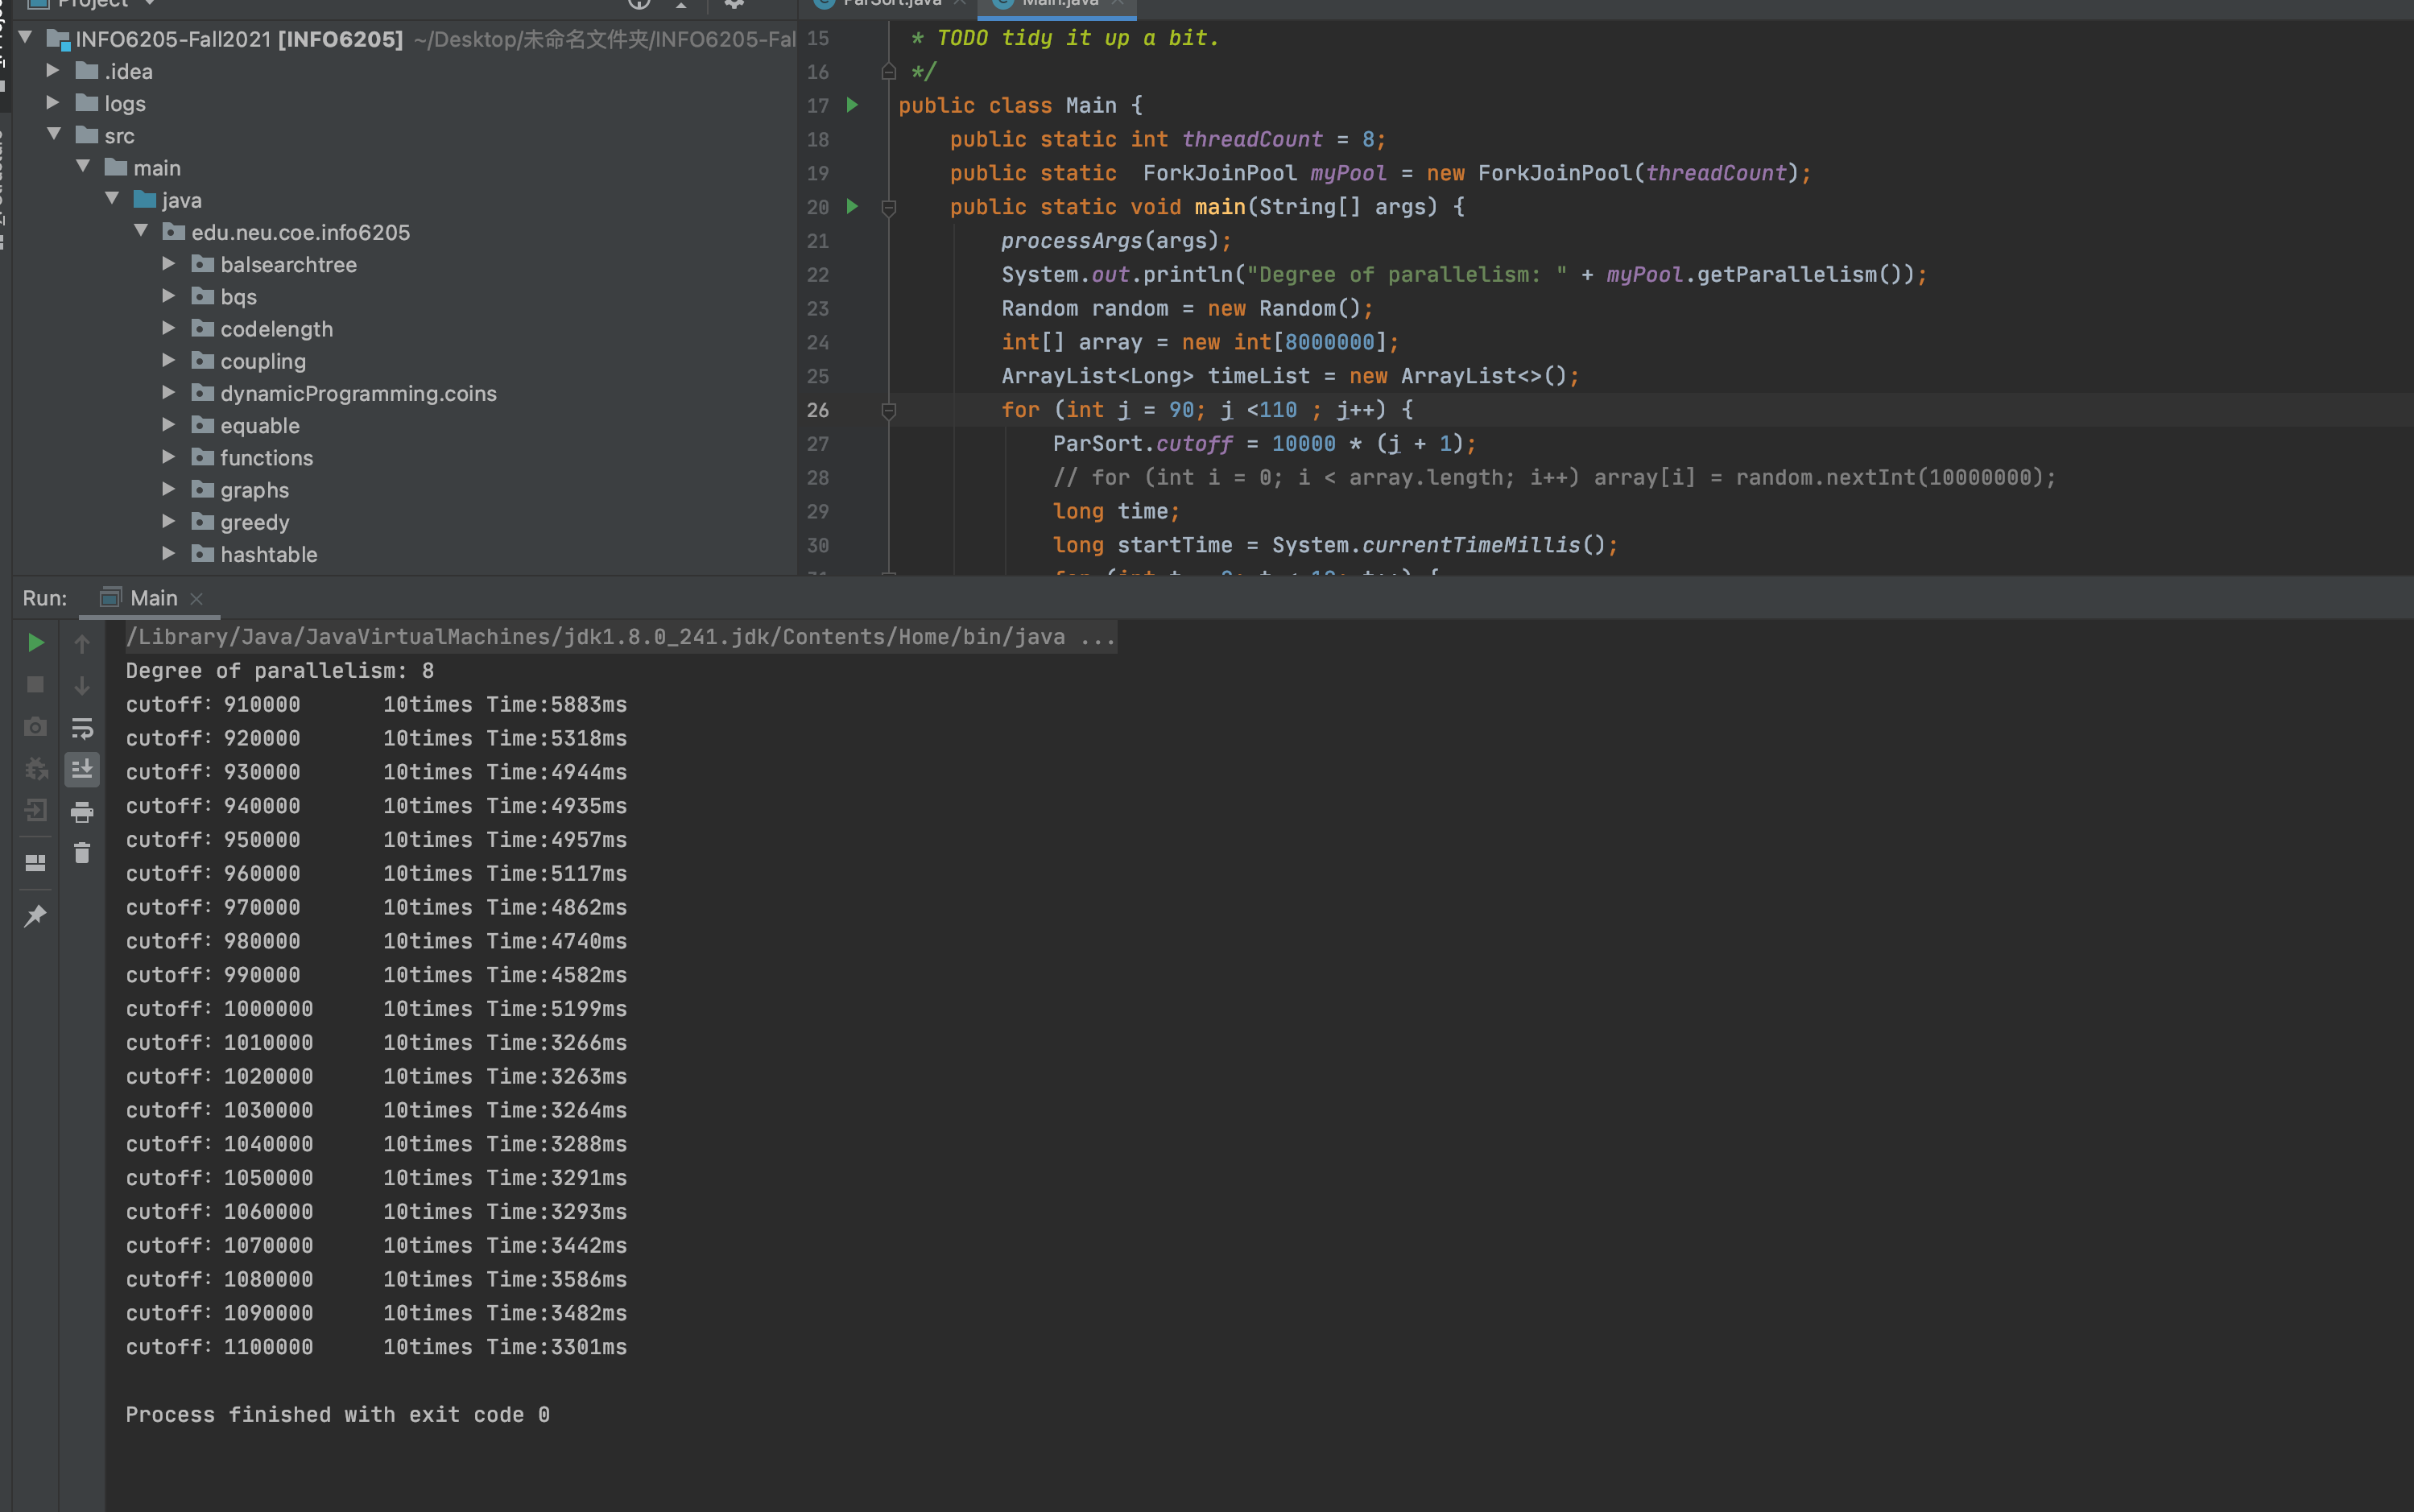 Project
INFO6205-Fall2021 [INFO6205] ~/Desktop/未命名文件夹/INFO6205-Fal
.idea
logs
src
main
java
edu.neu.coe.info6205
balsearchtree
bqs
codelength
coupling
dynamicProgramming.coins
equable
functions
graphs
greedy
hashtable
ParSort.java
Main.java
15 * TODO tidy it up a bit.
16 */
17 public class Main {
18 public static int threadCount = 8;
19 public static  ForkJoinPool myPool = new ForkJoinPool(threadCount);
20 public static void main(String[] args) {
21 processArgs(args);
22 System.out.println("Degree of parallelism: " + myPool.getParallelism());
23 Random random = new Random();
24 int[] array = new int[8000000];
25 ArrayList<Long> timeList = new ArrayList<>();
26 for (int j = 90; j <110 ; j++) {
27 ParSort.cutoff = 10000 * (j + 1);
28 // for (int i = 0; i < array.length; i++) array[i] = random.nextInt(10000000);
29 long time;
30 long startTime = System.currentTimeMillis();
Run: Main
/Library/Java/JavaVirtualMachines/jdk1.8.0_241.jdk/Contents/Home/bin/java ...
Degree of parallelism: 8
cutoff: 910000 10times Time:5883ms
cutoff: 920000 10times Time:5318ms
cutoff: 930000 10times Time:4944ms
cutoff: 940000 10times Time:4935ms
cutoff: 950000 10times Time:4957ms
cutoff: 960000 10times Time:5117ms
cutoff: 970000 10times Time:4862ms
cutoff: 980000 10times Time:4740ms
cutoff: 990000 10times Time:4582ms
cutoff: 1000000 10times Time:5199ms
cutoff: 1010000 10times Time:3266ms
cutoff: 1020000 10times Time:3263ms
cutoff: 1030000 10times Time:3264ms
cutoff: 1040000 10times Time:3288ms
cutoff: 1050000 10times Time:3291ms
cutoff: 1060000 10times Time:3293ms
cutoff: 1070000 10times Time:3442ms
cutoff: 1080000 10times Time:3586ms
cutoff: 1090000 10times Time:3482ms
cutoff: 1100000 10times Time:3301ms
Process finished with exit code 0